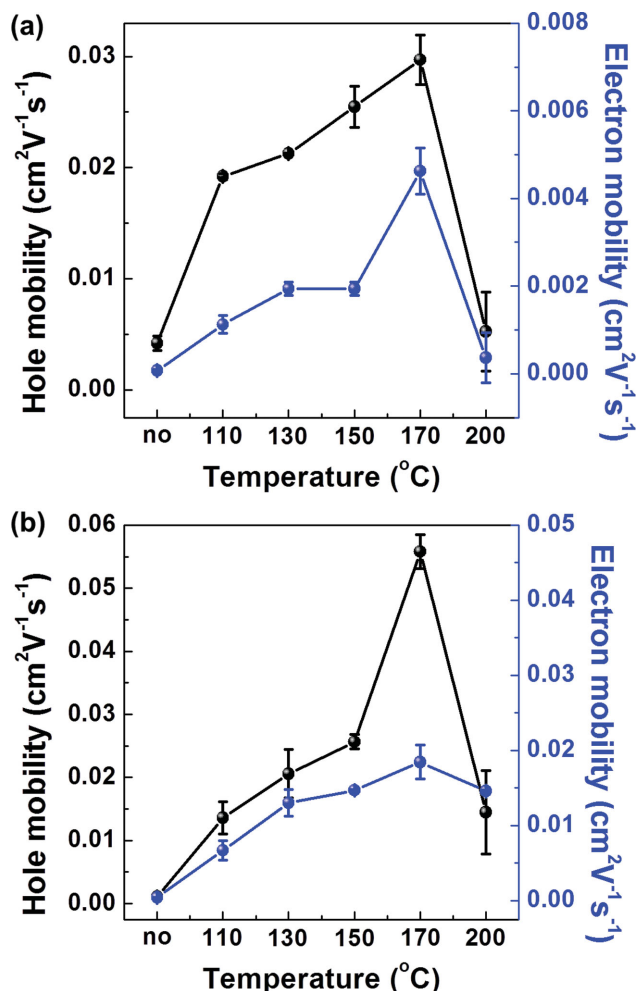 (a)
Hole mobility (cm²V⁻¹s⁻¹)
0.03
0.02
0.01
0.00
0.008
0.006
0.004
0.002
0.000
Electron mobility (cm²V⁻¹s⁻¹)
no 110 130 150 170 200
Temperature (°C)
(b)
Hole mobility (cm²V⁻¹s⁻¹)
0.06
0.05
0.04
0.03
0.02
0.01
0.00
0.05
0.04
0.03
0.02
0.01
0.00
Electron mobility (cm²V⁻¹s⁻¹)
no 110 130 150 170 200
Temperature (°C)